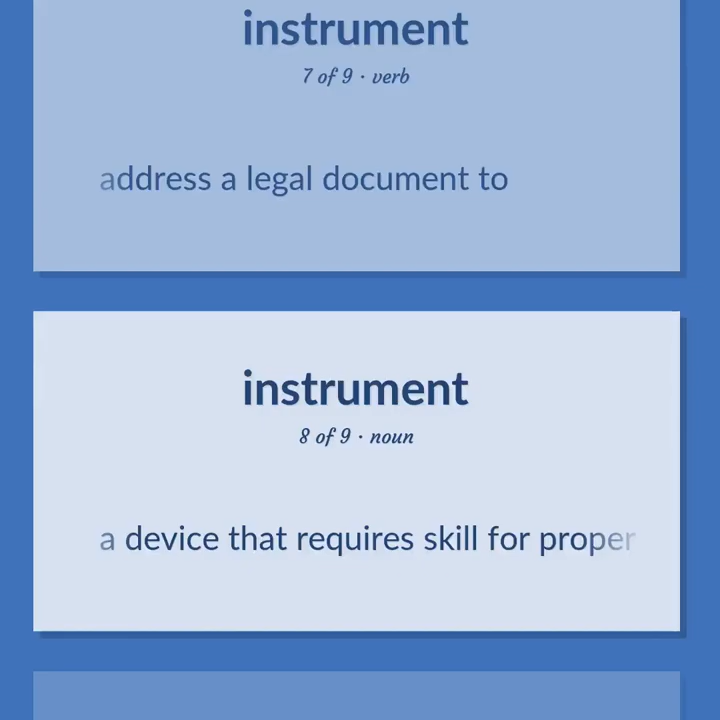 instrument
7 of 9 · verb
address a legal document to
instrument
8 of 9 · noun
a device that requires skill for proper